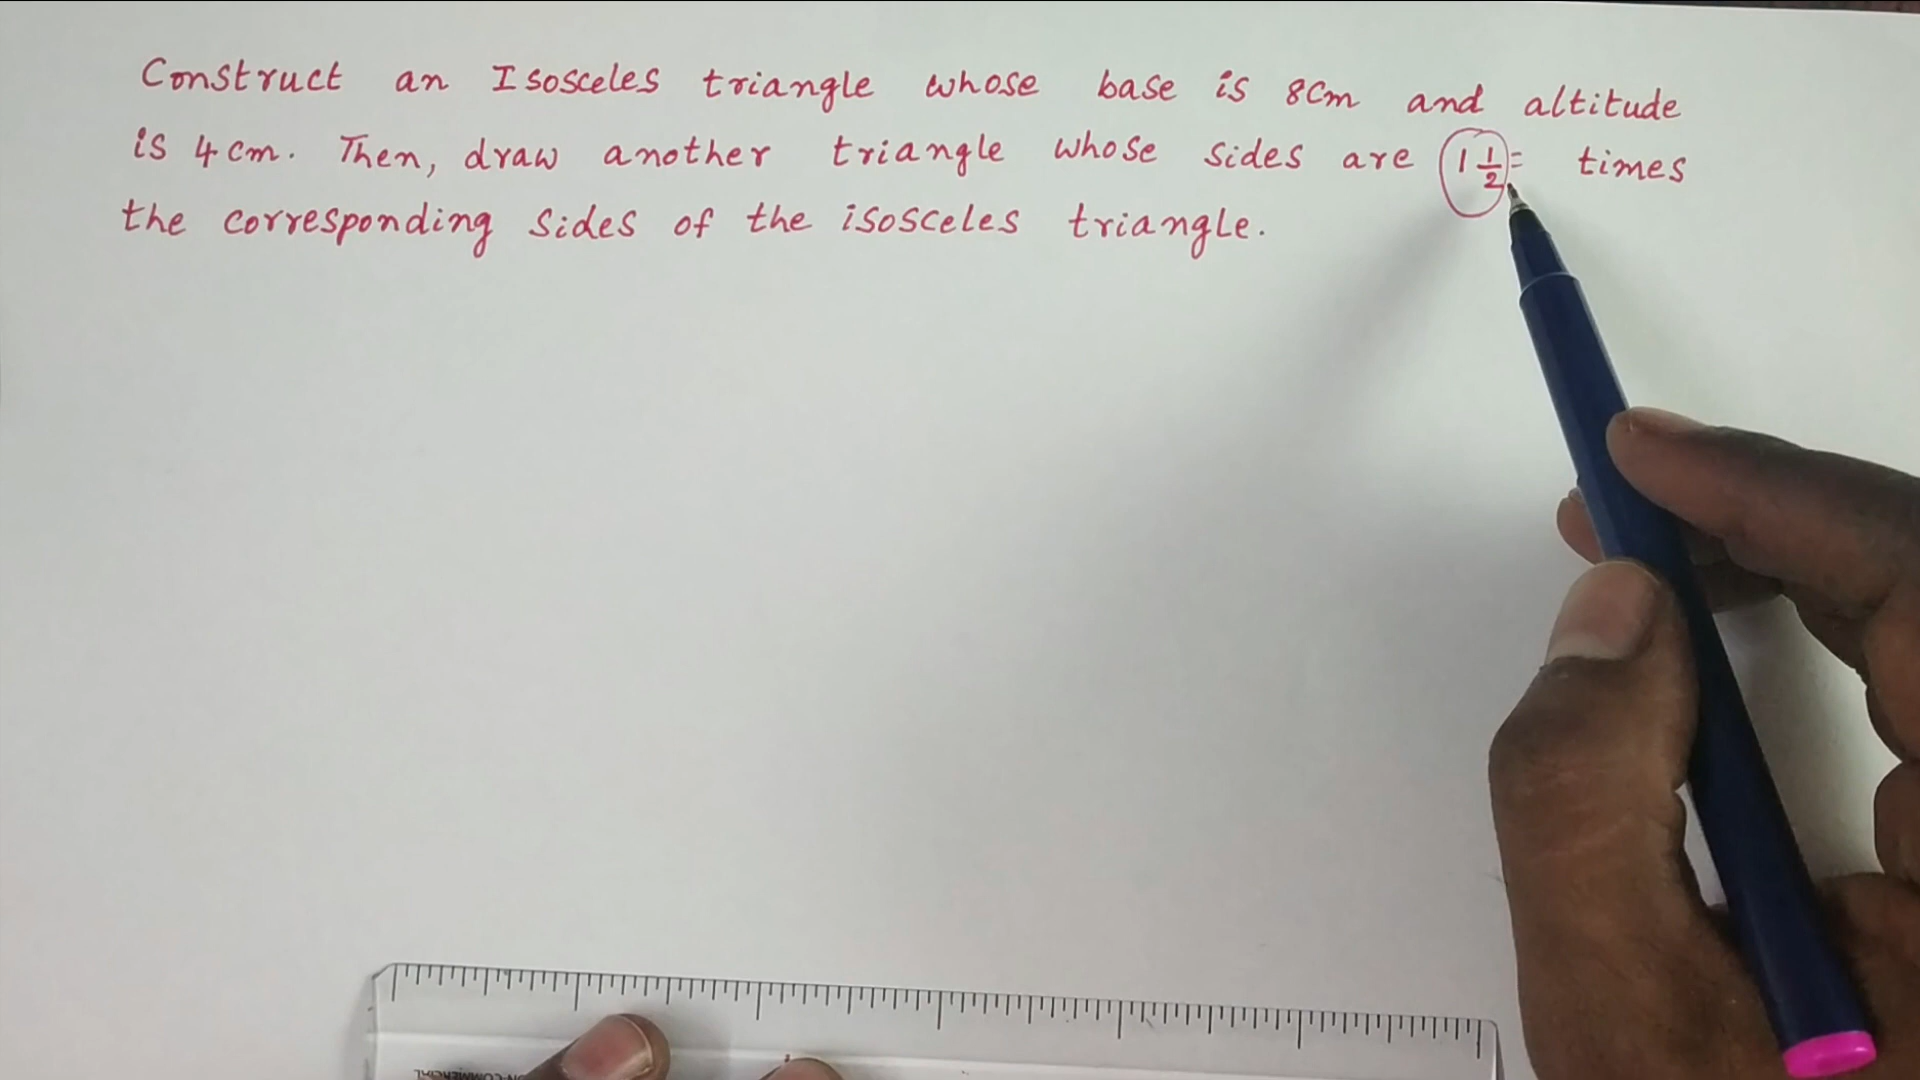 Construct an Isosceles triangle whose base is 8cm and altitude
is 4cm. Then, draw another triangle whose sides are 1 1/2 = times
the corresponding sides of the isosceles triangle.